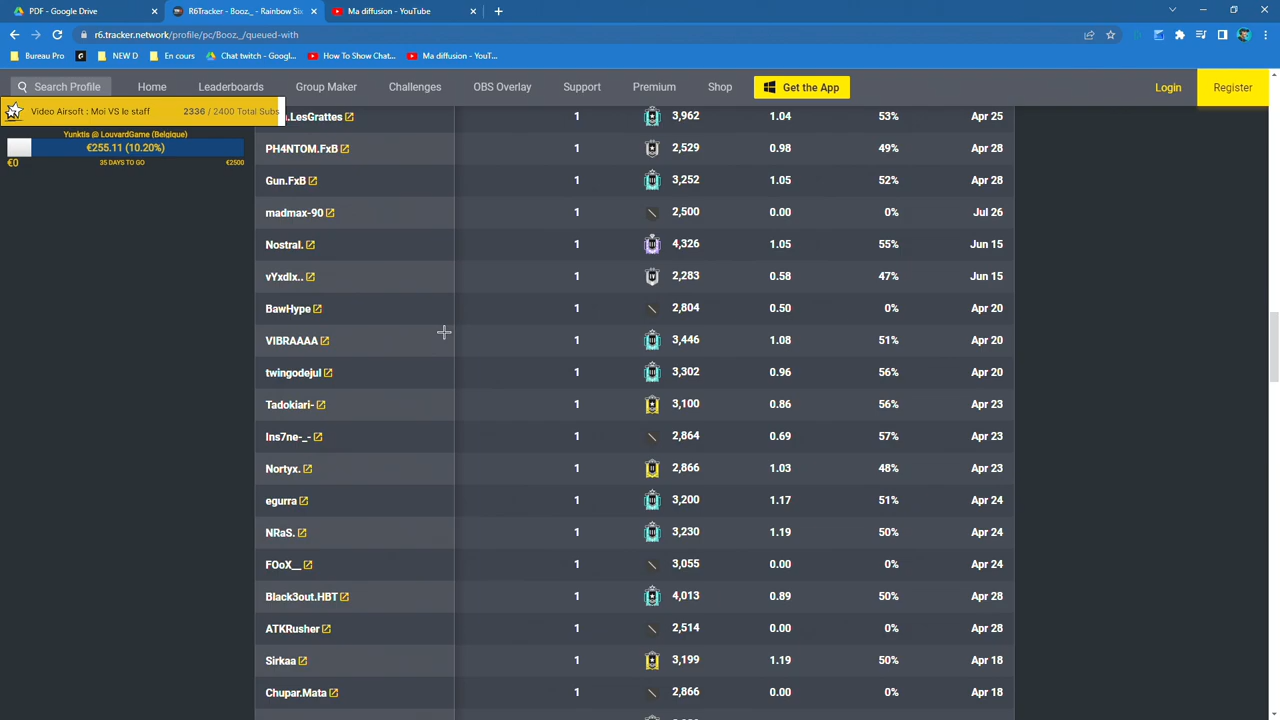 PDF - Google Drive
R6Tracker - Booz._ - Rainbow Six
Ma diffusion - YouTube
r6.tracker.network/profile/pc/Booz._/queued-with
Bureau Pro
NEW D
En cours
Chat twitch - Googl...
How To Show Chat...
Ma diffusion - YouT...
Search Profile
Home
Leaderboards
Group Maker
Challenges
OBS Overlay
Support
Premium
Shop
Get the App
Login
Register
Video Airsoft : Moi VS le staff 2336 / 2400 Total Subs
Yunktis @ LouvardGame (Belgique)
€255.11 (10.20%)
€0 35 DAYS TO GO €2500
.LesGrattes 1 3,962 1.04 53% Apr 25
PH4NTOM.FxB 1 2,529 0.98 49% Apr 28
Gun.FxB 1 3,252 1.05 52% Apr 28
madmax-90 1 2,500 0.00 0% Jul 26
Nostral. 1 4,326 1.05 55% Jun 15
1 2,283 0.58 47% Jun 15
BawHype 1 2,804 0.50 0% Apr 20
VIBRAAAA 1 3,446 1.08 51% Apr 20
twingodejul 1 3,302 0.96 56% Apr 20
Tadokiari- 1 3,100 0.86 56% Apr 23
Ins7ne-_- 1 2,864 0.69 57% Apr 23
Nortyx. 1 2,866 1.03 48% Apr 23
egurra 1 3,200 1.17 51% Apr 24
NRaS. 1 3,230 1.19 50% Apr 24
FOoX__ 1 3,055 0.00 0% Apr 24
Black3out.HBT 1 4,013 0.89 50% Apr 28
ATKRusher 1 2,514 0.00 0% Apr 28
Sirkaa 1 3,199 1.19 50% Apr 18
Chupar.Mata 1 2,866 0.00 0% Apr 18